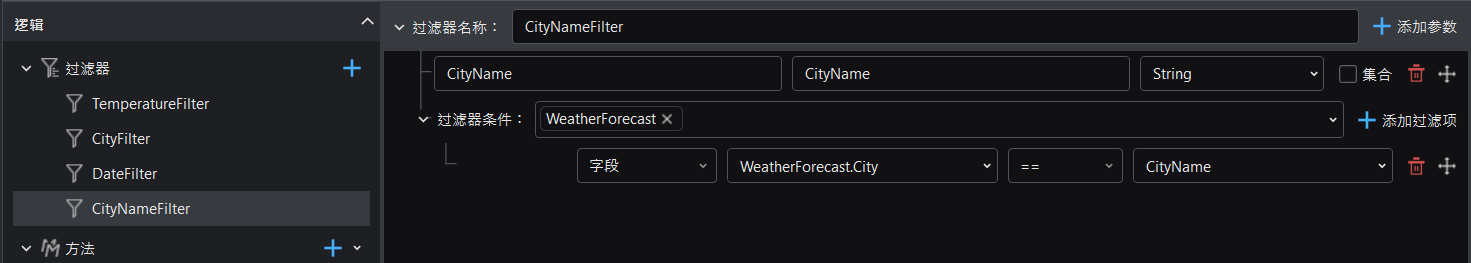 逻辑
过滤器
TemperatureFilter
CityFilter
DateFilter
CityNameFilter
方法
过滤器名称： CityNameFilter 添加参数
CityName CityName String 集合
过滤器条件： WeatherForecast 添加过滤项
字段 WeatherForecast.City == CityName